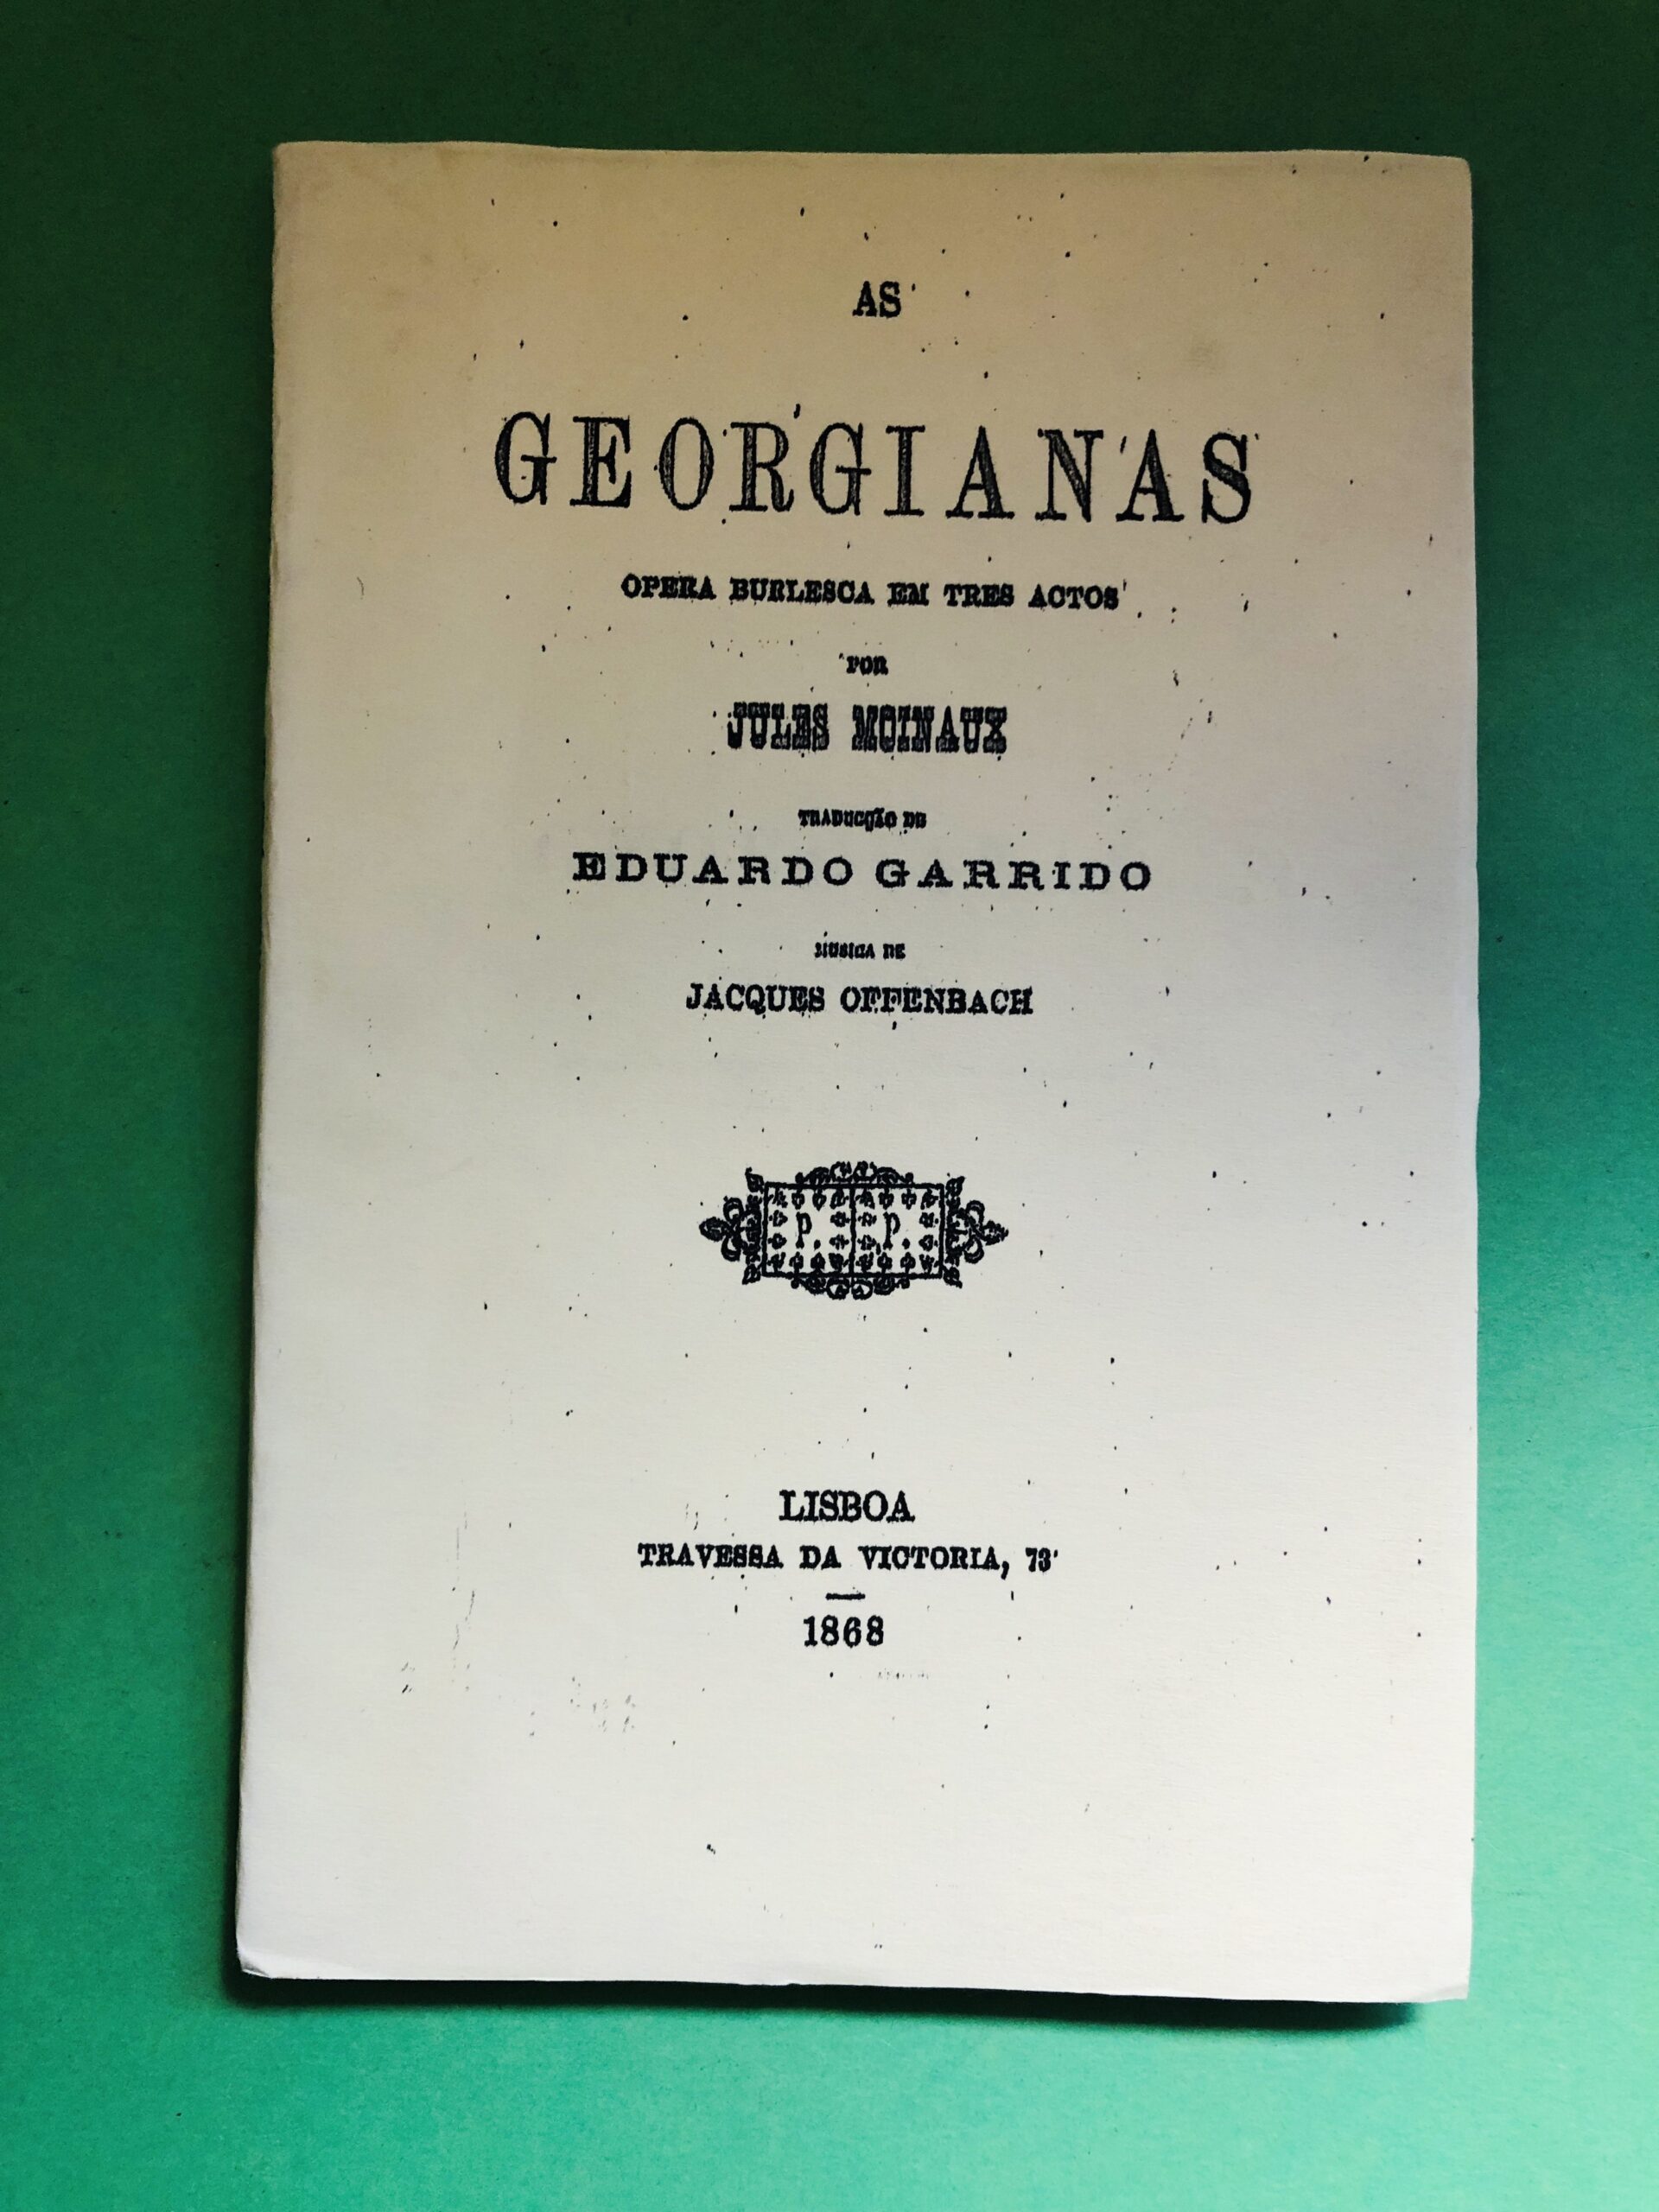 AS
GEORGIANAS
OPERA BURLESCA EM TRES ACTOS
POR
JULES MOINAUX
TRADUCÇÃO DE
EDUARDO GARRIDO
MUSICA DE
JACQUES OFFENBACH
P. P.
LISBOA
TRAVESSA DA VICTORIA, 73
1868